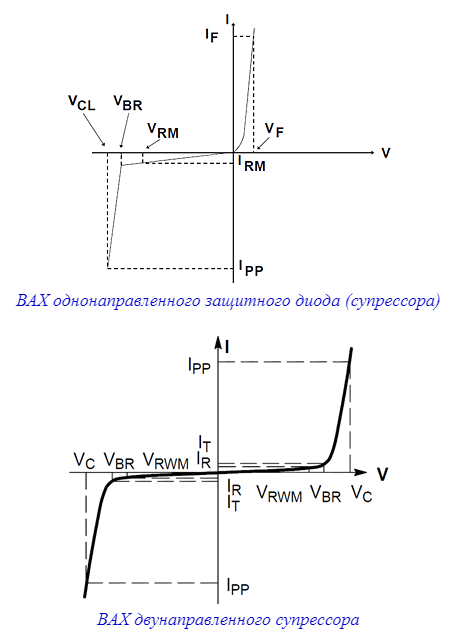 I
IF
VCL
VBR
VRM
VF
V
IRM
IPP
ВАХ однонаправленного защитного диода (супрессора)
I
IPP
IT
IR
VC VBR VRWM
V
IR
IT
VRWM VBR VC
IPP
ВАХ двунаправленного супрессора